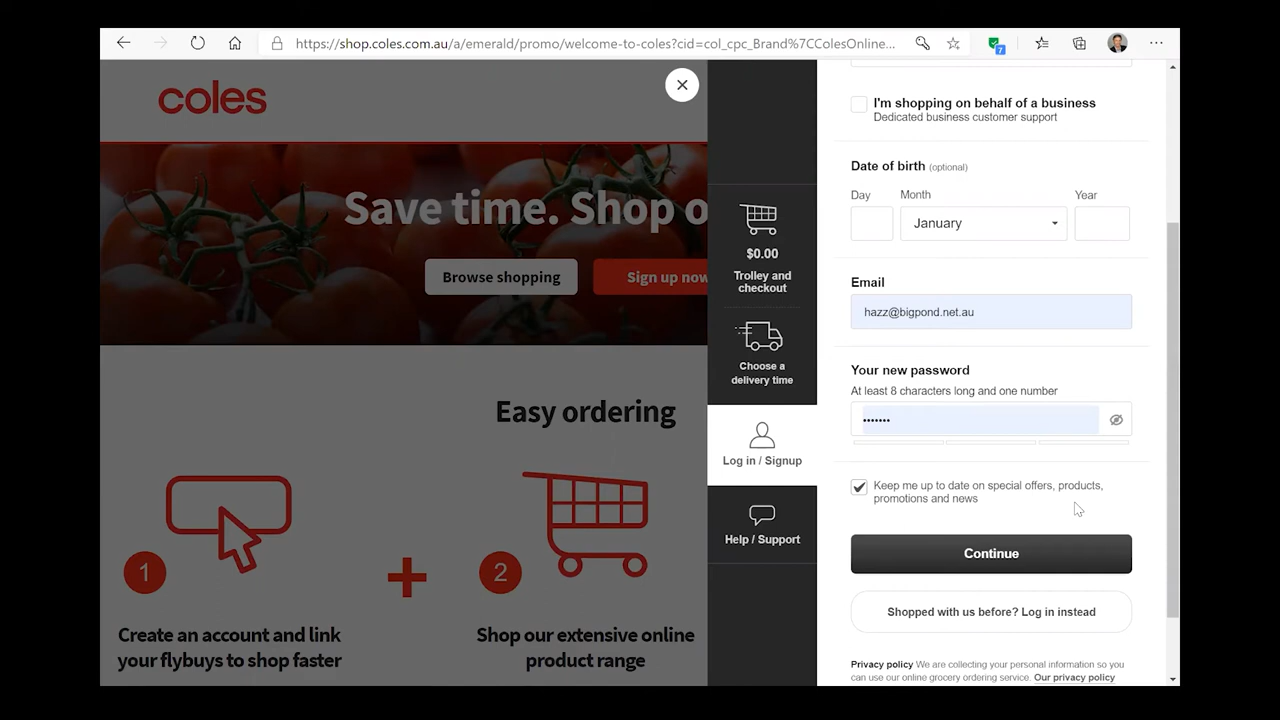 https://shop.coles.com.au/a/emerald/promo/welcome-to-coles?cid=col_cpc_Brand%7CColesOnline...
7
coles
Save time. Shop o
Browse shopping
Sign up now
Easy ordering
1
2
Create an account and link
your flybuys to shop faster
Shop our extensive online
product range
$0.00
Trolley and
checkout
Choose a
delivery time
Log in / Signup
Help / Support
I'm shopping on behalf of a business
Dedicated business customer support
Date of birth (optional)
Day
Month
Year
January
Email
hazz@bigpond.net.au
Your new password
At least 8 characters long and one number
•••••••
Keep me up to date on special offers, products,
promotions and news
Continue
Shopped with us before? Log in instead
Privacy policy We are collecting your personal information so you
can use our online grocery ordering service. Our privacy policy